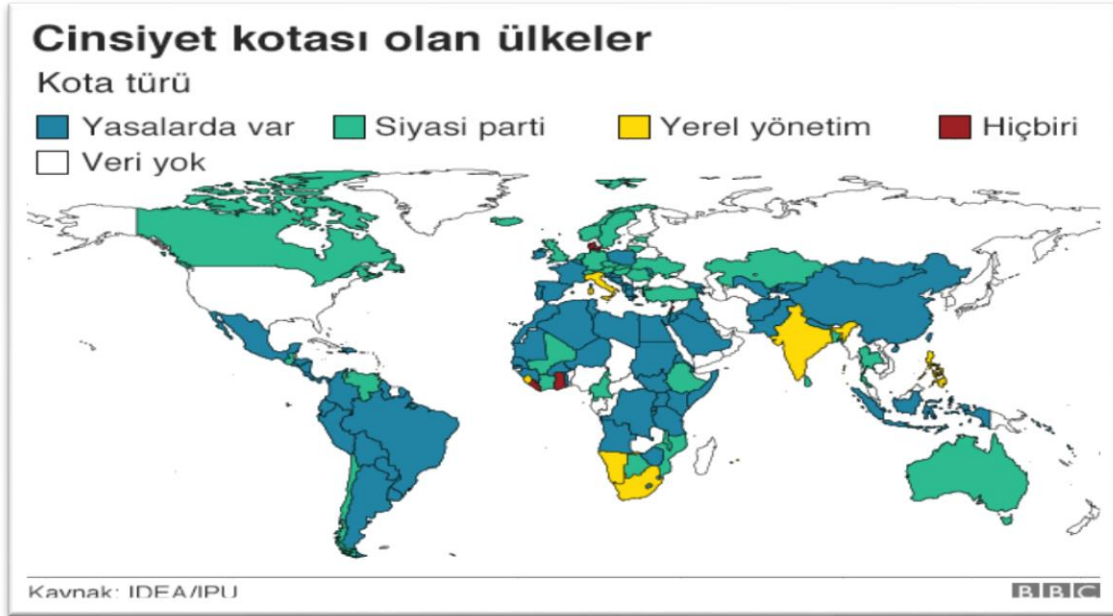 Cinsiyet kotası olan ülkeler
Kota türü
Yasalarda var Siyasi parti Yerel yönetim Hiçbiri
Veri yok
Kaynak: IDEA/IPU BBC